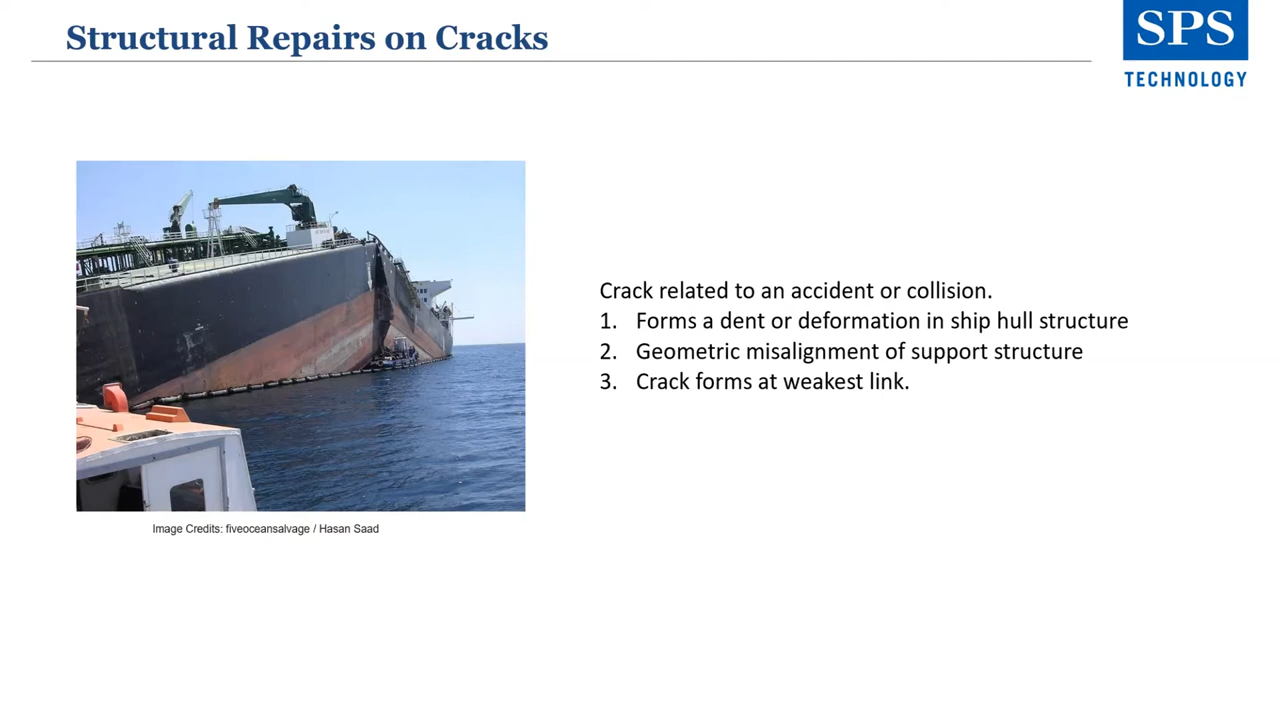 Structural Repairs on Cracks
SPS
TECHNOLOGY
Crack related to an accident or collision.
1. Forms a dent or deformation in ship hull structure
2. Geometric misalignment of support structure
3. Crack forms at weakest link.
Image Credits: fiveoceansalvage / Hasan Saad